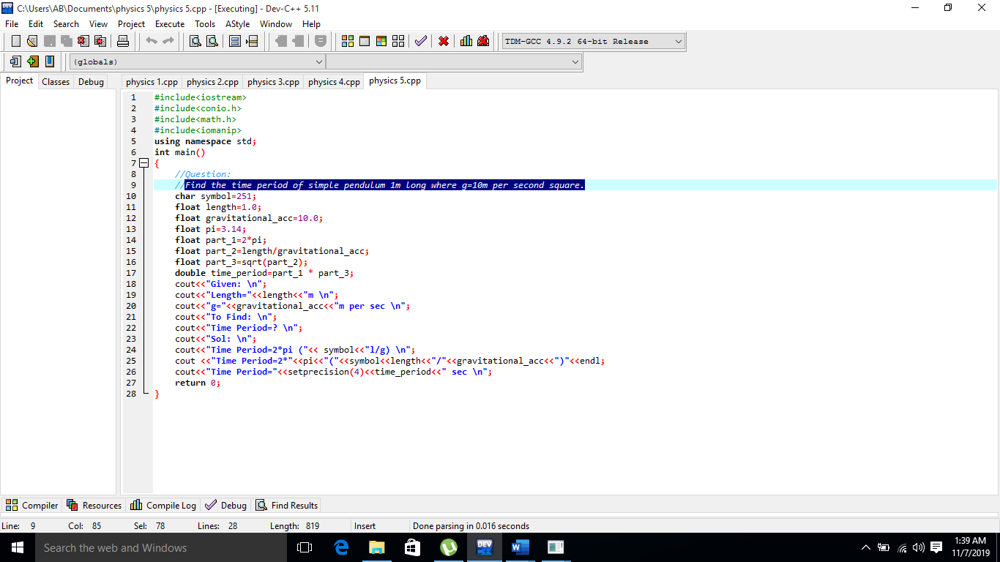 C:\Users\AB\Documents\physics 5\physics 5.cpp - [Executing] - Dev-C++ 5.11
File Edit Search View Project Execute Tools AStyle Window Help
TDM-GCC 4.9.2 64-bit Release
(globals)
Project Classes Debug physics 1.cpp physics 2.cpp physics 3.cpp physics 4.cpp physics 5.cpp
1 #include<iostream>
2 #include<conio.h>
3 #include<math.h>
4 #include<iomanip>
5 using namespace std;
6 int main()
7 {
8 //Question:
9 //Find the time period of simple pendulum 1m long where g=10m per second square.
10 char symbol=251;
11 float length=1.0;
12 float gravitational_acc=10.0;
13 float pi=3.14;
14 float part_1=2*pi;
15 float part_2=length/gravitational_acc;
16 float part_3=sqrt(part_2);
17 double time_period=part_1 * part_3;
18 cout<<"Given: \n";
19 cout<<"Length="<<length<<"m \n";
20 cout<<"g="<<gravitational_acc<<"m per sec \n";
21 cout<<"To Find: \n";
22 cout<<"Time Period=? \n";
23 cout<<"Sol: \n";
24 cout<<"Time Period=2*pi ("<< symbol<<"l/g) \n";
25 cout <<"Time Period=2*"<<pi<<"("<<symbol<<length<<"/"<<gravitational_acc<<")"<<endl;
26 cout<<"Time Period="<<setprecision(4)<<time_period<<" sec \n";
27 return 0;
28 }
Compiler Resources Compile Log Debug Find Results
Line: 9 Col: 85 Sel: 78 Lines: 28 Length: 819 Insert Done parsing in 0.016 seconds
Search the web and Windows
DEV
W
1:39 AM
11/7/2019